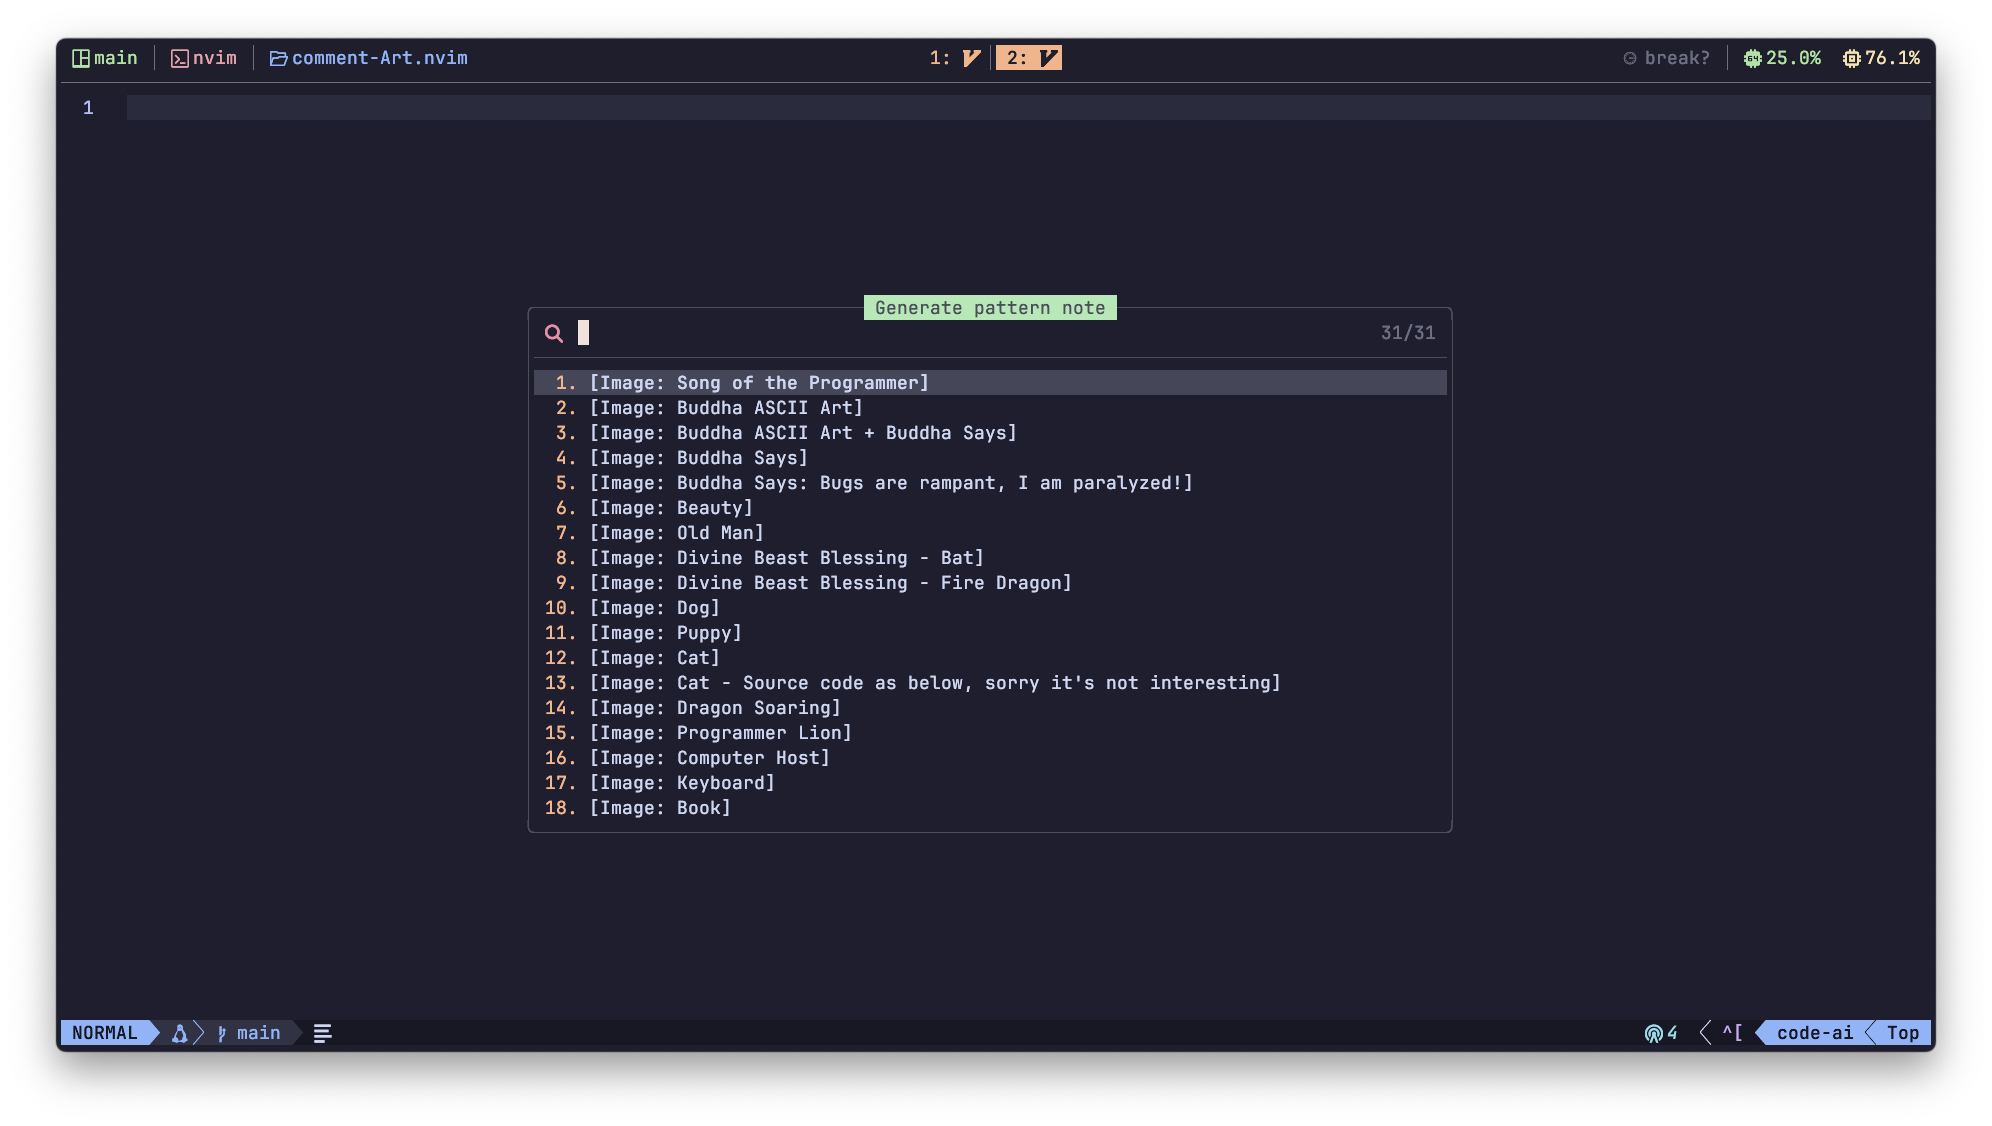 main nvim comment-Art.nvim 1: 2: break? 25.0% 76.1%
1
Generate pattern note
31/31
1. [Image: Song of the Programmer]
2. [Image: Buddha ASCII Art]
3. [Image: Buddha ASCII Art + Buddha Says]
4. [Image: Buddha Says]
5. [Image: Buddha Says: Bugs are rampant, I am paralyzed!]
6. [Image: Beauty]
7. [Image: Old Man]
8. [Image: Divine Beast Blessing - Bat]
9. [Image: Divine Beast Blessing - Fire Dragon]
10. [Image: Dog]
11. [Image: Puppy]
12. [Image: Cat]
13. [Image: Cat - Source code as below, sorry it's not interesting]
14. [Image: Dragon Soaring]
15. [Image: Programmer Lion]
16. [Image: Computer Host]
17. [Image: Keyboard]
18. [Image: Book]
NORMAL main 4 ^[ code-ai Top